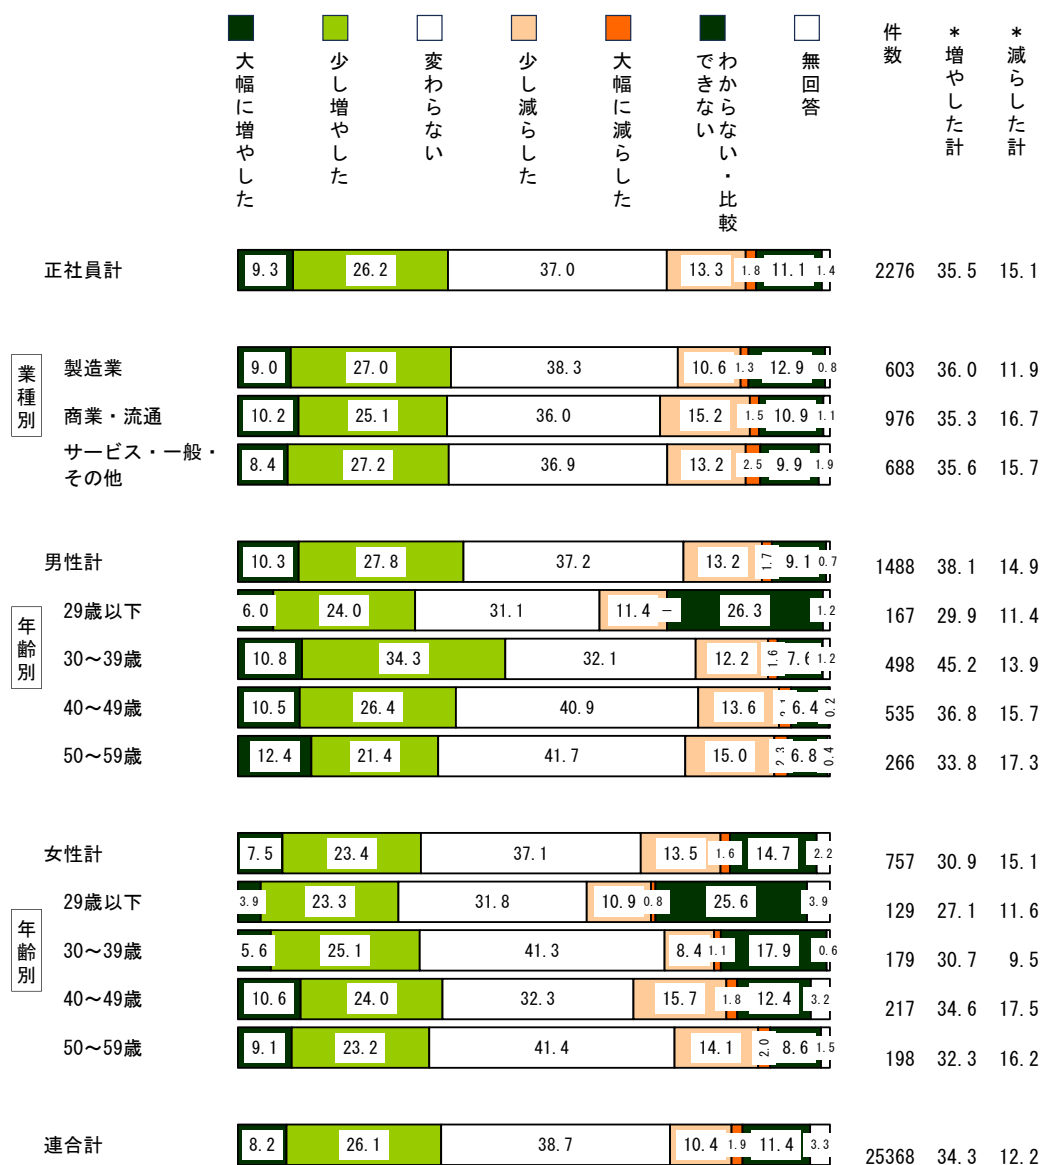 大幅に増やした
少し増やした
変わらない
少し減らした
大幅に減らした
わからない・比較
できない
無回答
件数
＊増やした計
＊減らした計
正社員計 9.3 26.2 37.0 13.3 1.8 11.1 1.4 2276 35.5 15.1
業種別
製造業 9.0 27.0 38.3 10.6 1.3 12.9 0.8 603 36.0 11.9
商業・流通 10.2 25.1 36.0 15.2 1.5 10.9 1.1 976 35.3 16.7
サービス・一般・
その他 8.4 27.2 36.9 13.2 2.5 9.9 1.9 688 35.6 15.7
男性計 10.3 27.8 37.2 13.2 1.7 9.1 0.7 1488 38.1 14.9
年齢別
29歳以下 6.0 24.0 31.1 11.4 － 26.3 1.2 167 29.9 11.4
30～39歳 10.8 34.3 32.1 12.2 1.6 7.6 1.2 498 45.2 13.9
40～49歳 10.5 26.4 40.9 13.6 6.4 0.2 535 36.8 15.7
50～59歳 12.4 21.4 41.7 15.0 2.3 6.8 0.4 266 33.8 17.3
女性計 7.5 23.4 37.1 13.5 1.6 14.7 2.2 757 30.9 15.1
年齢別
29歳以下 3.9 23.3 31.8 10.9 0.8 25.6 3.9 129 27.1 11.6
30～39歳 5.6 25.1 41.3 8.4 1.1 17.9 0.6 179 30.7 9.5
40～49歳 10.6 24.0 32.3 15.7 1.8 12.4 3.2 217 34.6 17.5
50～59歳 9.1 23.2 41.4 14.1 2.0 8.6 1.5 198 32.3 16.2
連合計 8.2 26.1 38.7 10.4 1.9 11.4 3.3 25368 34.3 12.2